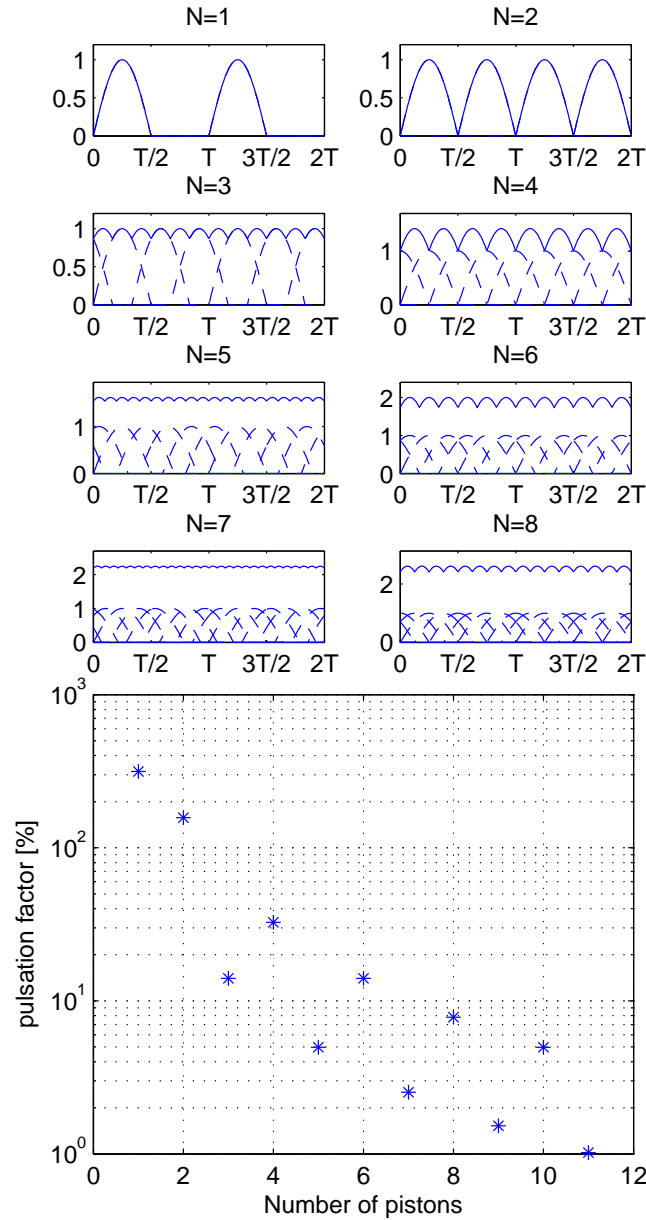 N=1
N=2
1
0.5
0
0 T/2 T 3T/2 2T
1
0.5
0
0 T/2 T 3T/2 2T
N=3
N=4
1
0.5
0
0 T/2 T 3T/2 2T
1
0
0 T/2 T 3T/2 2T
N=5
N=6
1
0
0 T/2 T 3T/2 2T
2
1
0
0 T/2 T 3T/2 2T
N=7
N=8
2
1
0
0 T/2 T 3T/2 2T
2
1
0
0 T/2 T 3T/2 2T
10^3
10^2
10^1
10^0
pulsation factor [%]
0 2 4 6 8 10 12
Number of pistons